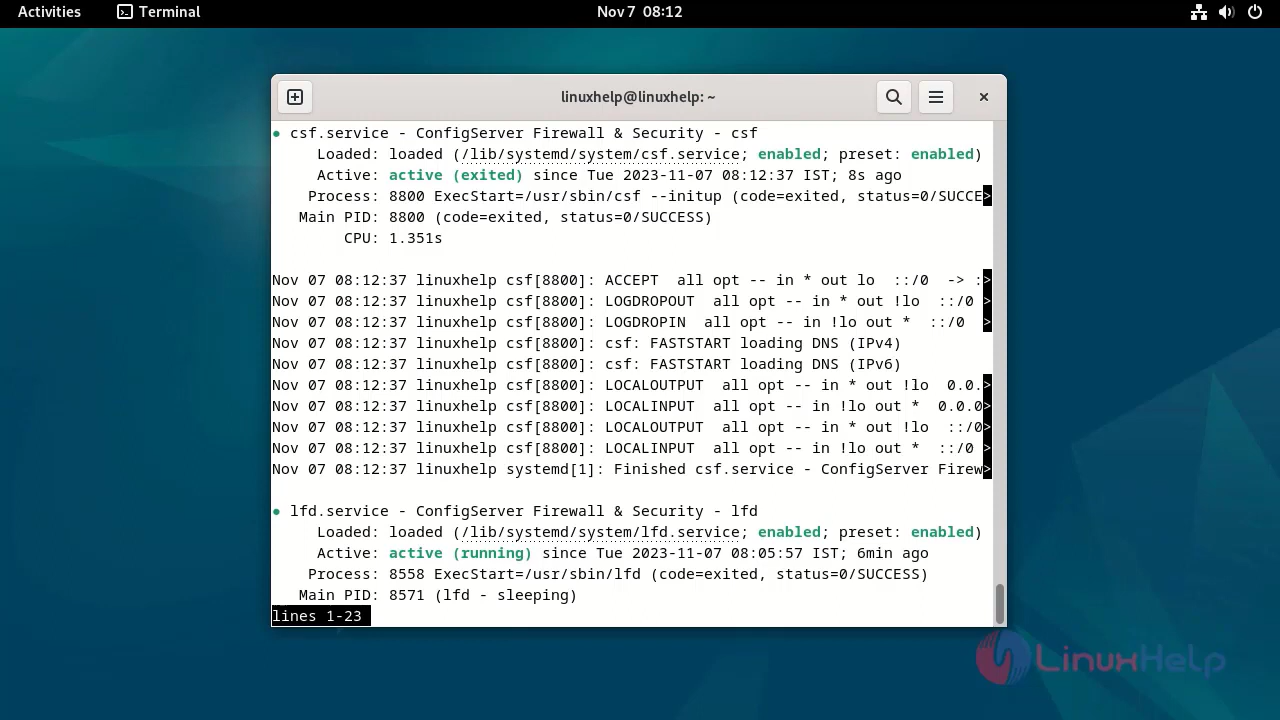 Activities Terminal Nov 7 08:12
linuxhelp@linuxhelp: ~
● csf.service - ConfigServer Firewall & Security - csf
Loaded: loaded (/lib/systemd/system/csf.service; enabled; preset: enabled)
Active: active (exited) since Tue 2023-11-07 08:12:37 IST; 8s ago
Process: 8800 ExecStart=/usr/sbin/csf --initup (code=exited, status=0/SUCCE>
Main PID: 8800 (code=exited, status=0/SUCCESS)
CPU: 1.351s
Nov 07 08:12:37 linuxhelp csf[8800]: ACCEPT  all opt -- in * out lo  ::/0  -> :>
Nov 07 08:12:37 linuxhelp csf[8800]: LOGDROPOUT  all opt -- in * out !lo  ::/0 >
Nov 07 08:12:37 linuxhelp csf[8800]: LOGDROPIN  all opt -- in !lo out *  ::/0  >
Nov 07 08:12:37 linuxhelp csf[8800]: csf: FASTSTART loading DNS (IPv4)
Nov 07 08:12:37 linuxhelp csf[8800]: csf: FASTSTART loading DNS (IPv6)
Nov 07 08:12:37 linuxhelp csf[8800]: LOCALOUTPUT  all opt -- in * out !lo  0.0.>
Nov 07 08:12:37 linuxhelp csf[8800]: LOCALINPUT  all opt -- in !lo out *  0.0.0>
Nov 07 08:12:37 linuxhelp csf[8800]: LOCALOUTPUT  all opt -- in * out !lo  ::/0>
Nov 07 08:12:37 linuxhelp csf[8800]: LOCALINPUT  all opt -- in !lo out *  ::/0 >
Nov 07 08:12:37 linuxhelp systemd[1]: Finished csf.service - ConfigServer Firew>
● lfd.service - ConfigServer Firewall & Security - lfd
Loaded: loaded (/lib/systemd/system/lfd.service; enabled; preset: enabled)
Active: active (running) since Tue 2023-11-07 08:05:57 IST; 6min ago
Process: 8558 ExecStart=/usr/sbin/lfd (code=exited, status=0/SUCCESS)
Main PID: 8571 (lfd - sleeping)
lines 1-23
LinuxHelp